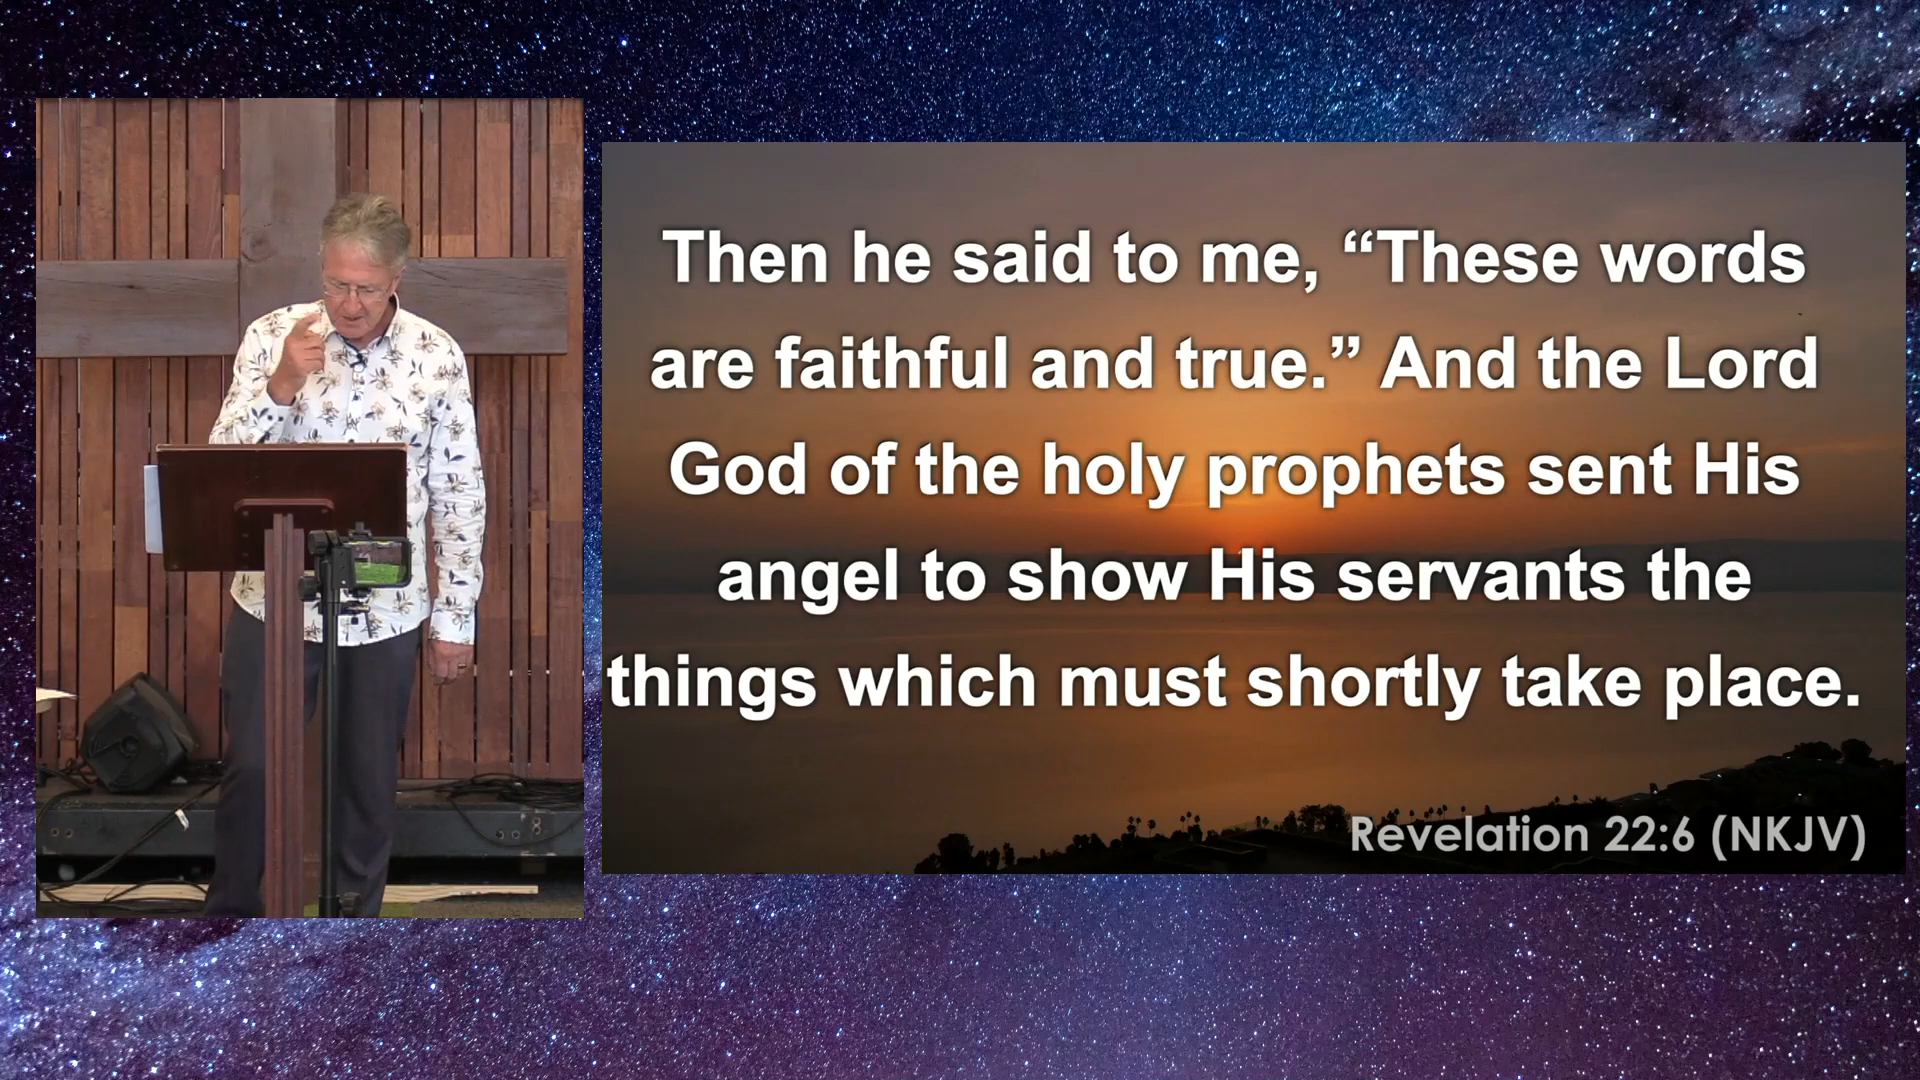 Then he said to me, “These words
are faithful and true.” And the Lord
God of the holy prophets sent His
angel to show His servants the
things which must shortly take place.
Revelation 22:6 (NKJV)